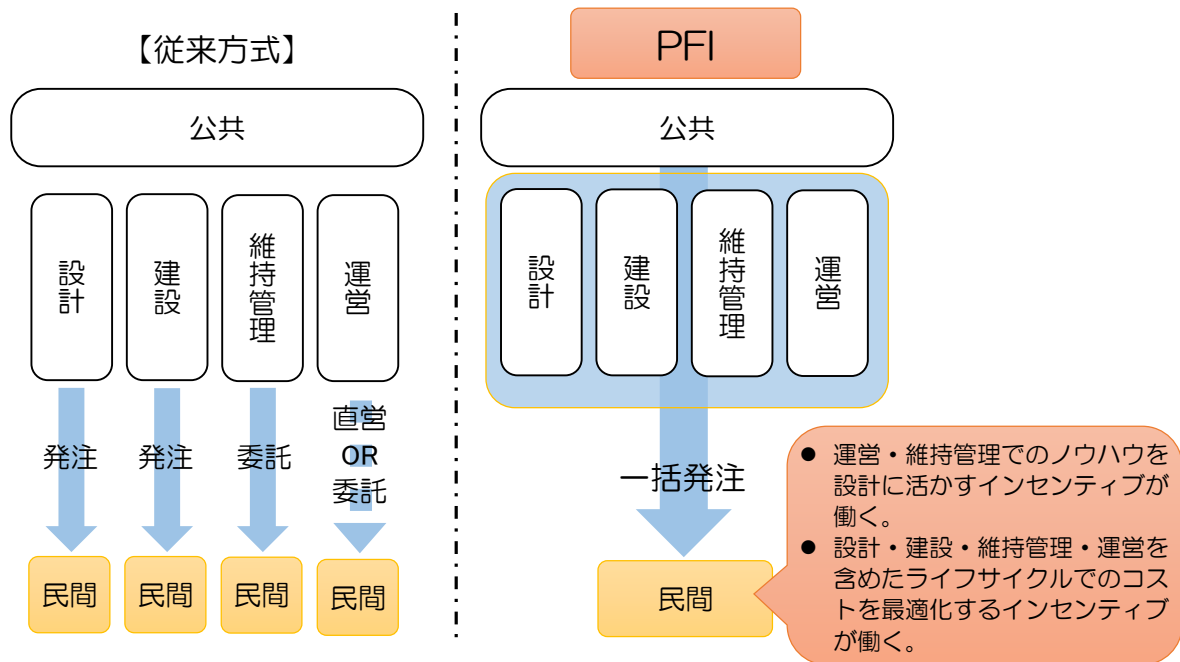 【従来方式】
公共
設計
建設
維持管理
運営
発注
発注
委託
直営
OR
委託
民間
民間
民間
民間
PFI
公共
設計
建設
維持管理
運営
一括発注
民間
● 運営・維持管理でのノウハウを
設計に活かすインセンティブが
働く。
● 設計・建設・維持管理・運営を
含めたライフサイクルでのコス
トを最適化するインセンティブ
が働く。